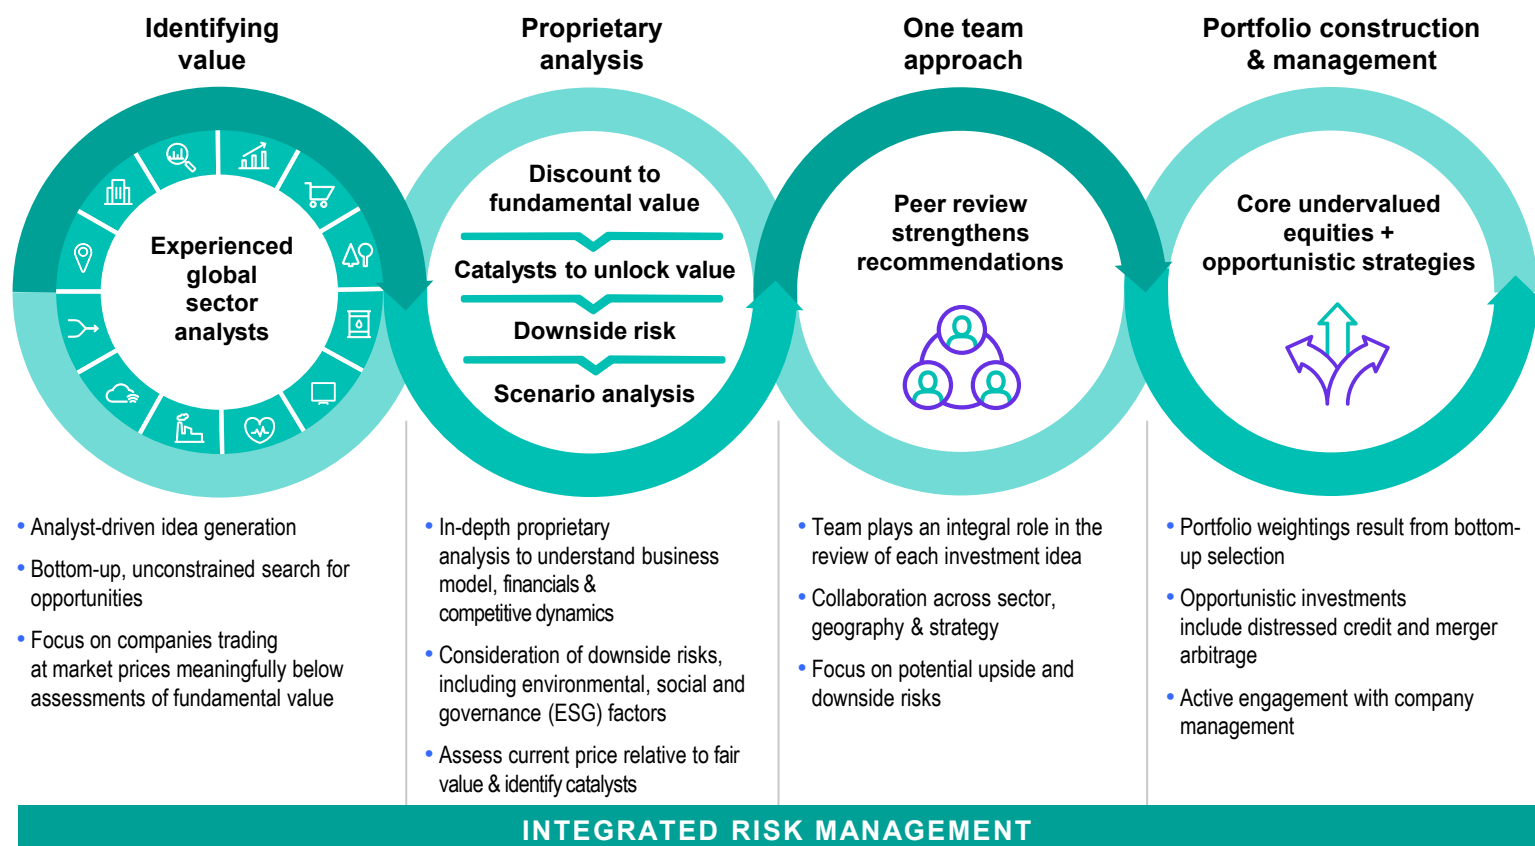 Identifying
value
Proprietary
analysis
One team
approach
Portfolio construction
& management
Experienced
global
sector
analysts
Discount to
fundamental value
Catalysts to unlock value
Downside risk
Scenario analysis
Peer review
strengthens
recommendations
Core undervalued
equities +
opportunistic strategies
• Analyst-driven idea generation
• Bottom-up, unconstrained search for
opportunities
• Focus on companies trading
at market prices meaningfully below
assessments of fundamental value
• In-depth proprietary
analysis to understand business
model, financials &
competitive dynamics
• Consideration of downside risks,
including environmental, social and
governance (ESG) factors
• Assess current price relative to fair
value & identify catalysts
• Team plays an integral role in the
review of each investment idea
• Collaboration across sector,
geography & strategy
• Focus on potential upside and
downside risks
• Portfolio weightings result from bottom-
up selection
• Opportunistic investments
include distressed credit and merger
arbitrage
• Active engagement with company
management
INTEGRATED RISK MANAGEMENT